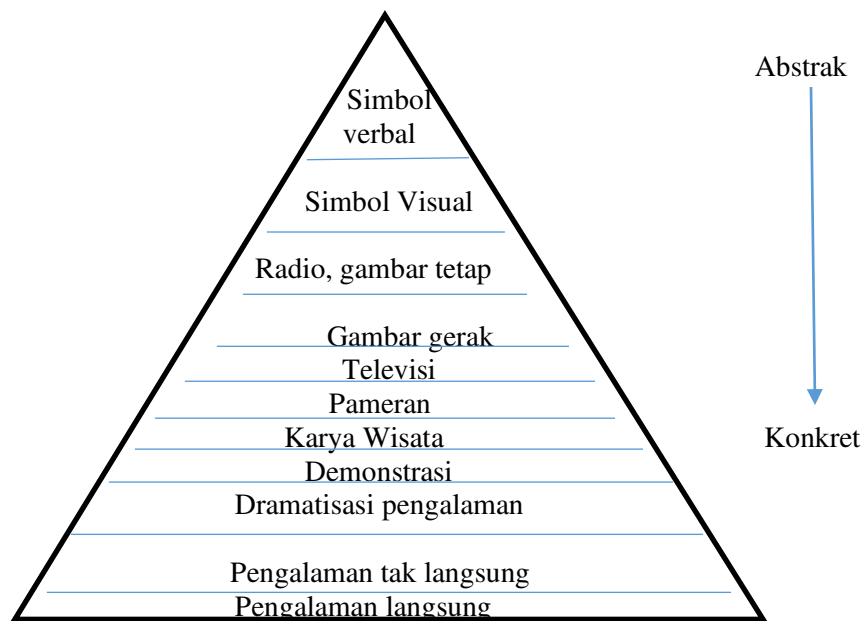 Abstrak
Simbol
verbal
Simbol Visual
Radio, gambar tetap
Gambar gerak
Televisi
Pameran
Karya Wisata
Konkret
Demonstrasi
Dramatisasi pengalaman
Pengalaman tak langsung
Pengalaman langsung